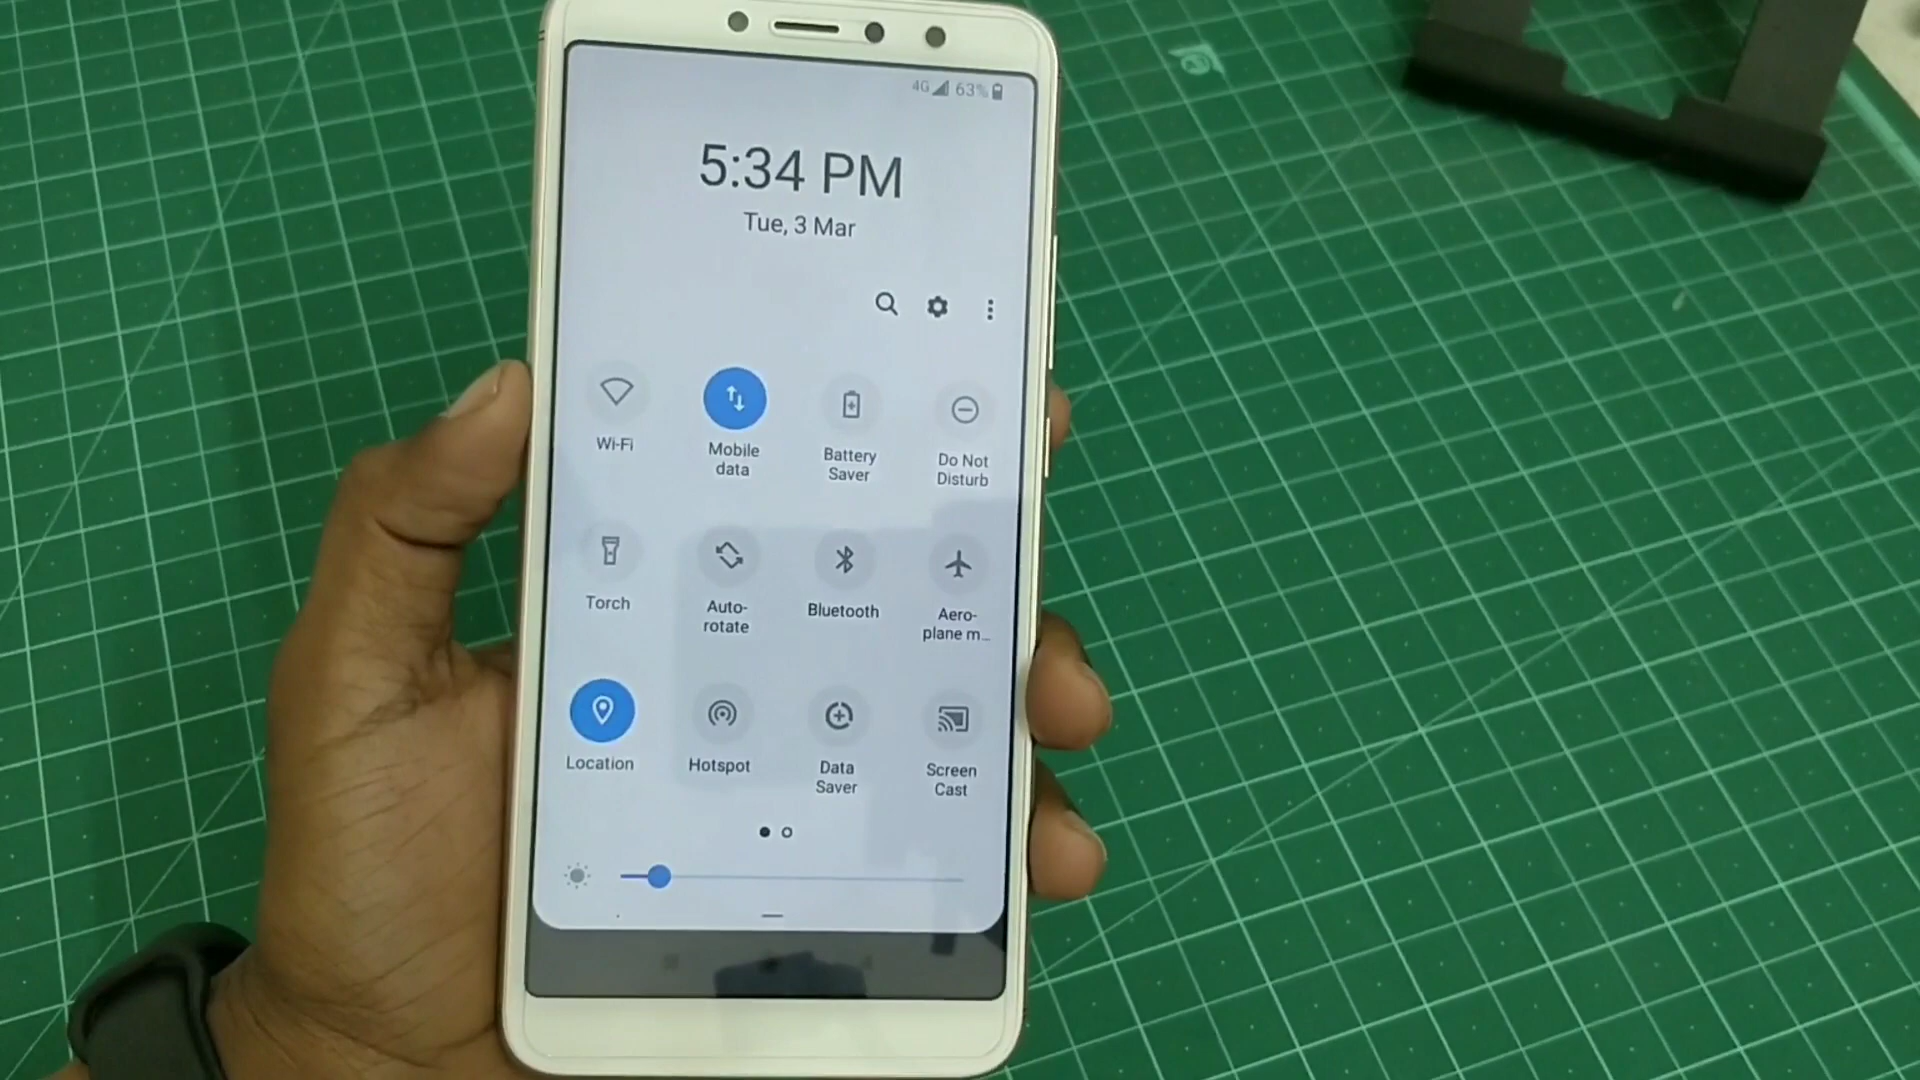 4G 63%
5:34 PM
Tue, 3 Mar
Wi-Fi
Mobile
data
Battery
Saver
Do Not
Disturb
Torch
Auto-
rotate
Bluetooth
Aero-
plane m...
Location
Hotspot
Data
Saver
Screen
Cast